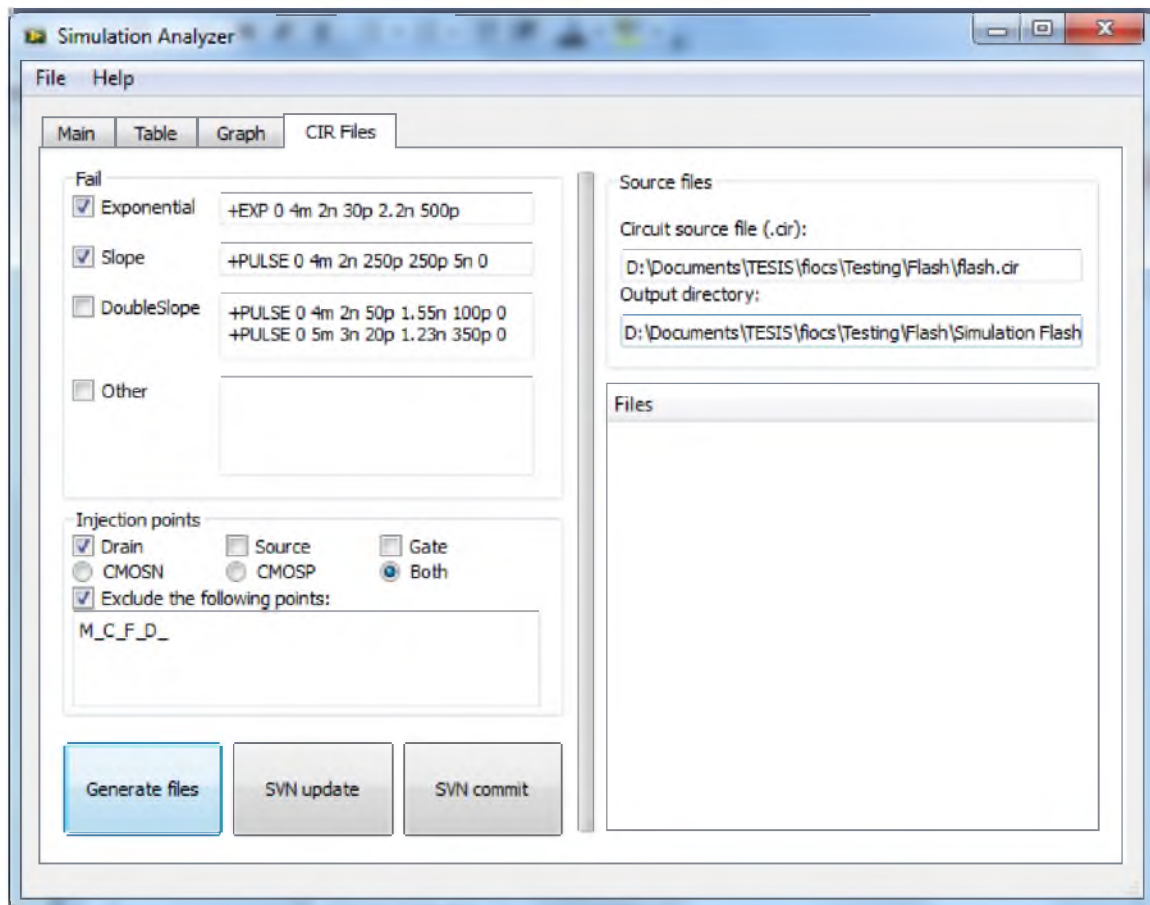 Simulation Analyzer
File Help
Main Table Graph CIR Files
Fail
Exponential +EXP 0 4m 2n 30p 2.2n 500p
Slope +PULSE 0 4m 2n 250p 250p 5n 0
DoubleSlope +PULSE 0 4m 2n 50p 1.55n 100p 0
+PULSE 0 5m 3n 20p 1.23n 350p 0
Other
Injection points
Drain Source Gate
CMOSN CMOSP Both
Exclude the following points:
M_C_F_D_
Generate files SVN update SVN commit
Source files
Circuit source file (.cir):
D:\Documents\TESIS\fiocs\Testing\Flash\flash.cir
Output directory:
D:\Documents\TESIS\fiocs\Testing\Flash\Simulation Flash
Files